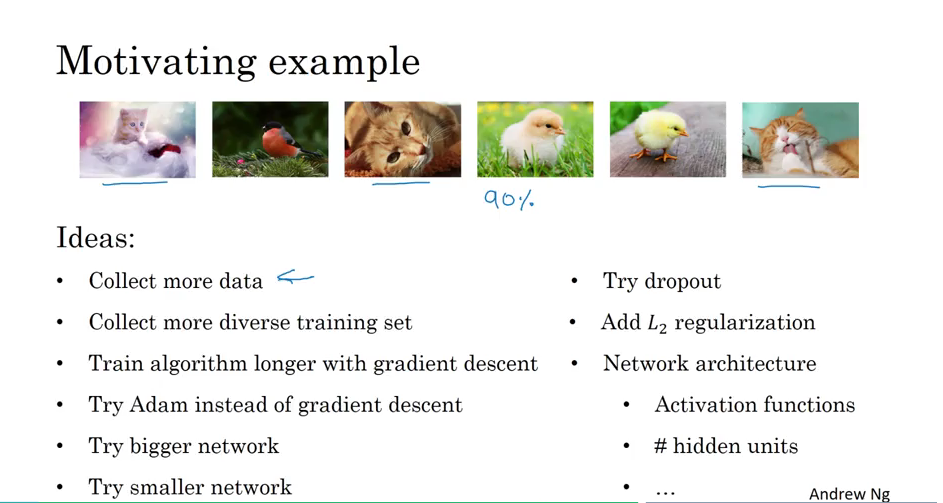 Motivating example
90%
Ideas:
• Collect more data
• Collect more diverse training set
• Train algorithm longer with gradient descent
• Try Adam instead of gradient descent
• Try bigger network
• Try smaller network
• Try dropout
• Add L₂ regularization
• Network architecture
• Activation functions
• # hidden units
• …
Andrew Ng